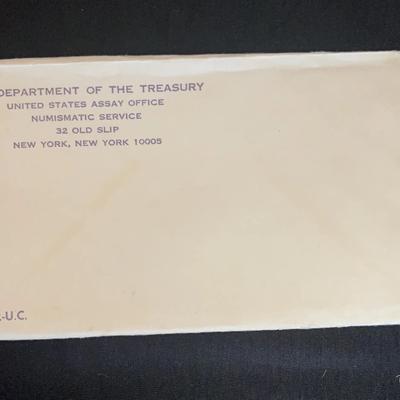 DEPARTMENT OF THE TREASURY
UNITED STATES ASSAY OFFICE
NUMISMATIC SERVICE
32 OLD SLIP
NEW YORK, NEW YORK 10005
-U.C.